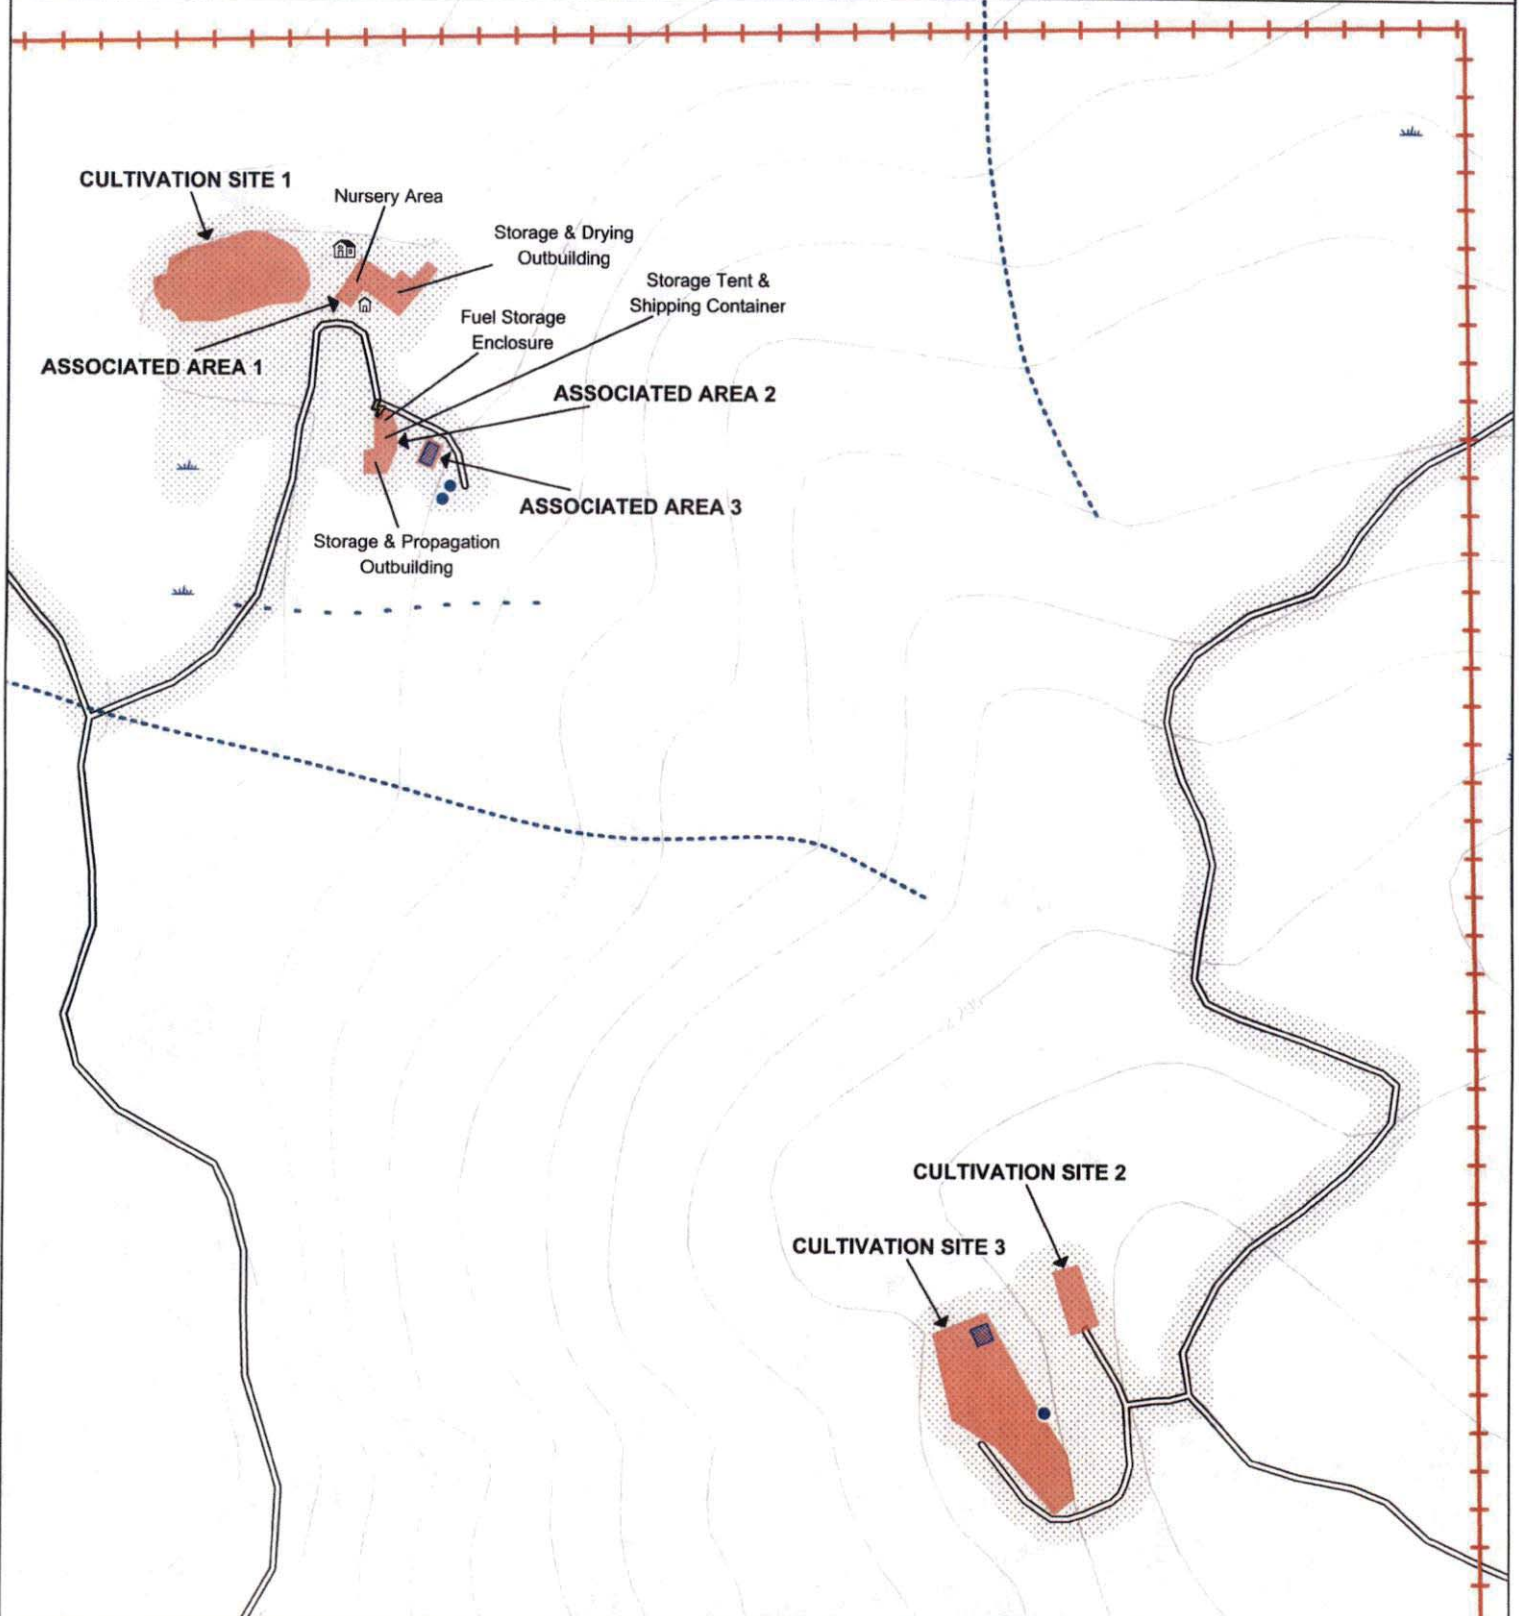 CULTIVATION SITE 1
Nursery Area
Storage & Drying
Outbuilding
Storage Tent &
Shipping Container
Fuel Storage
Enclosure
ASSOCIATED AREA 1
ASSOCIATED AREA 2
ASSOCIATED AREA 3
Storage & Propagation
Outbuilding
CULTIVATION SITE 2
CULTIVATION SITE 3